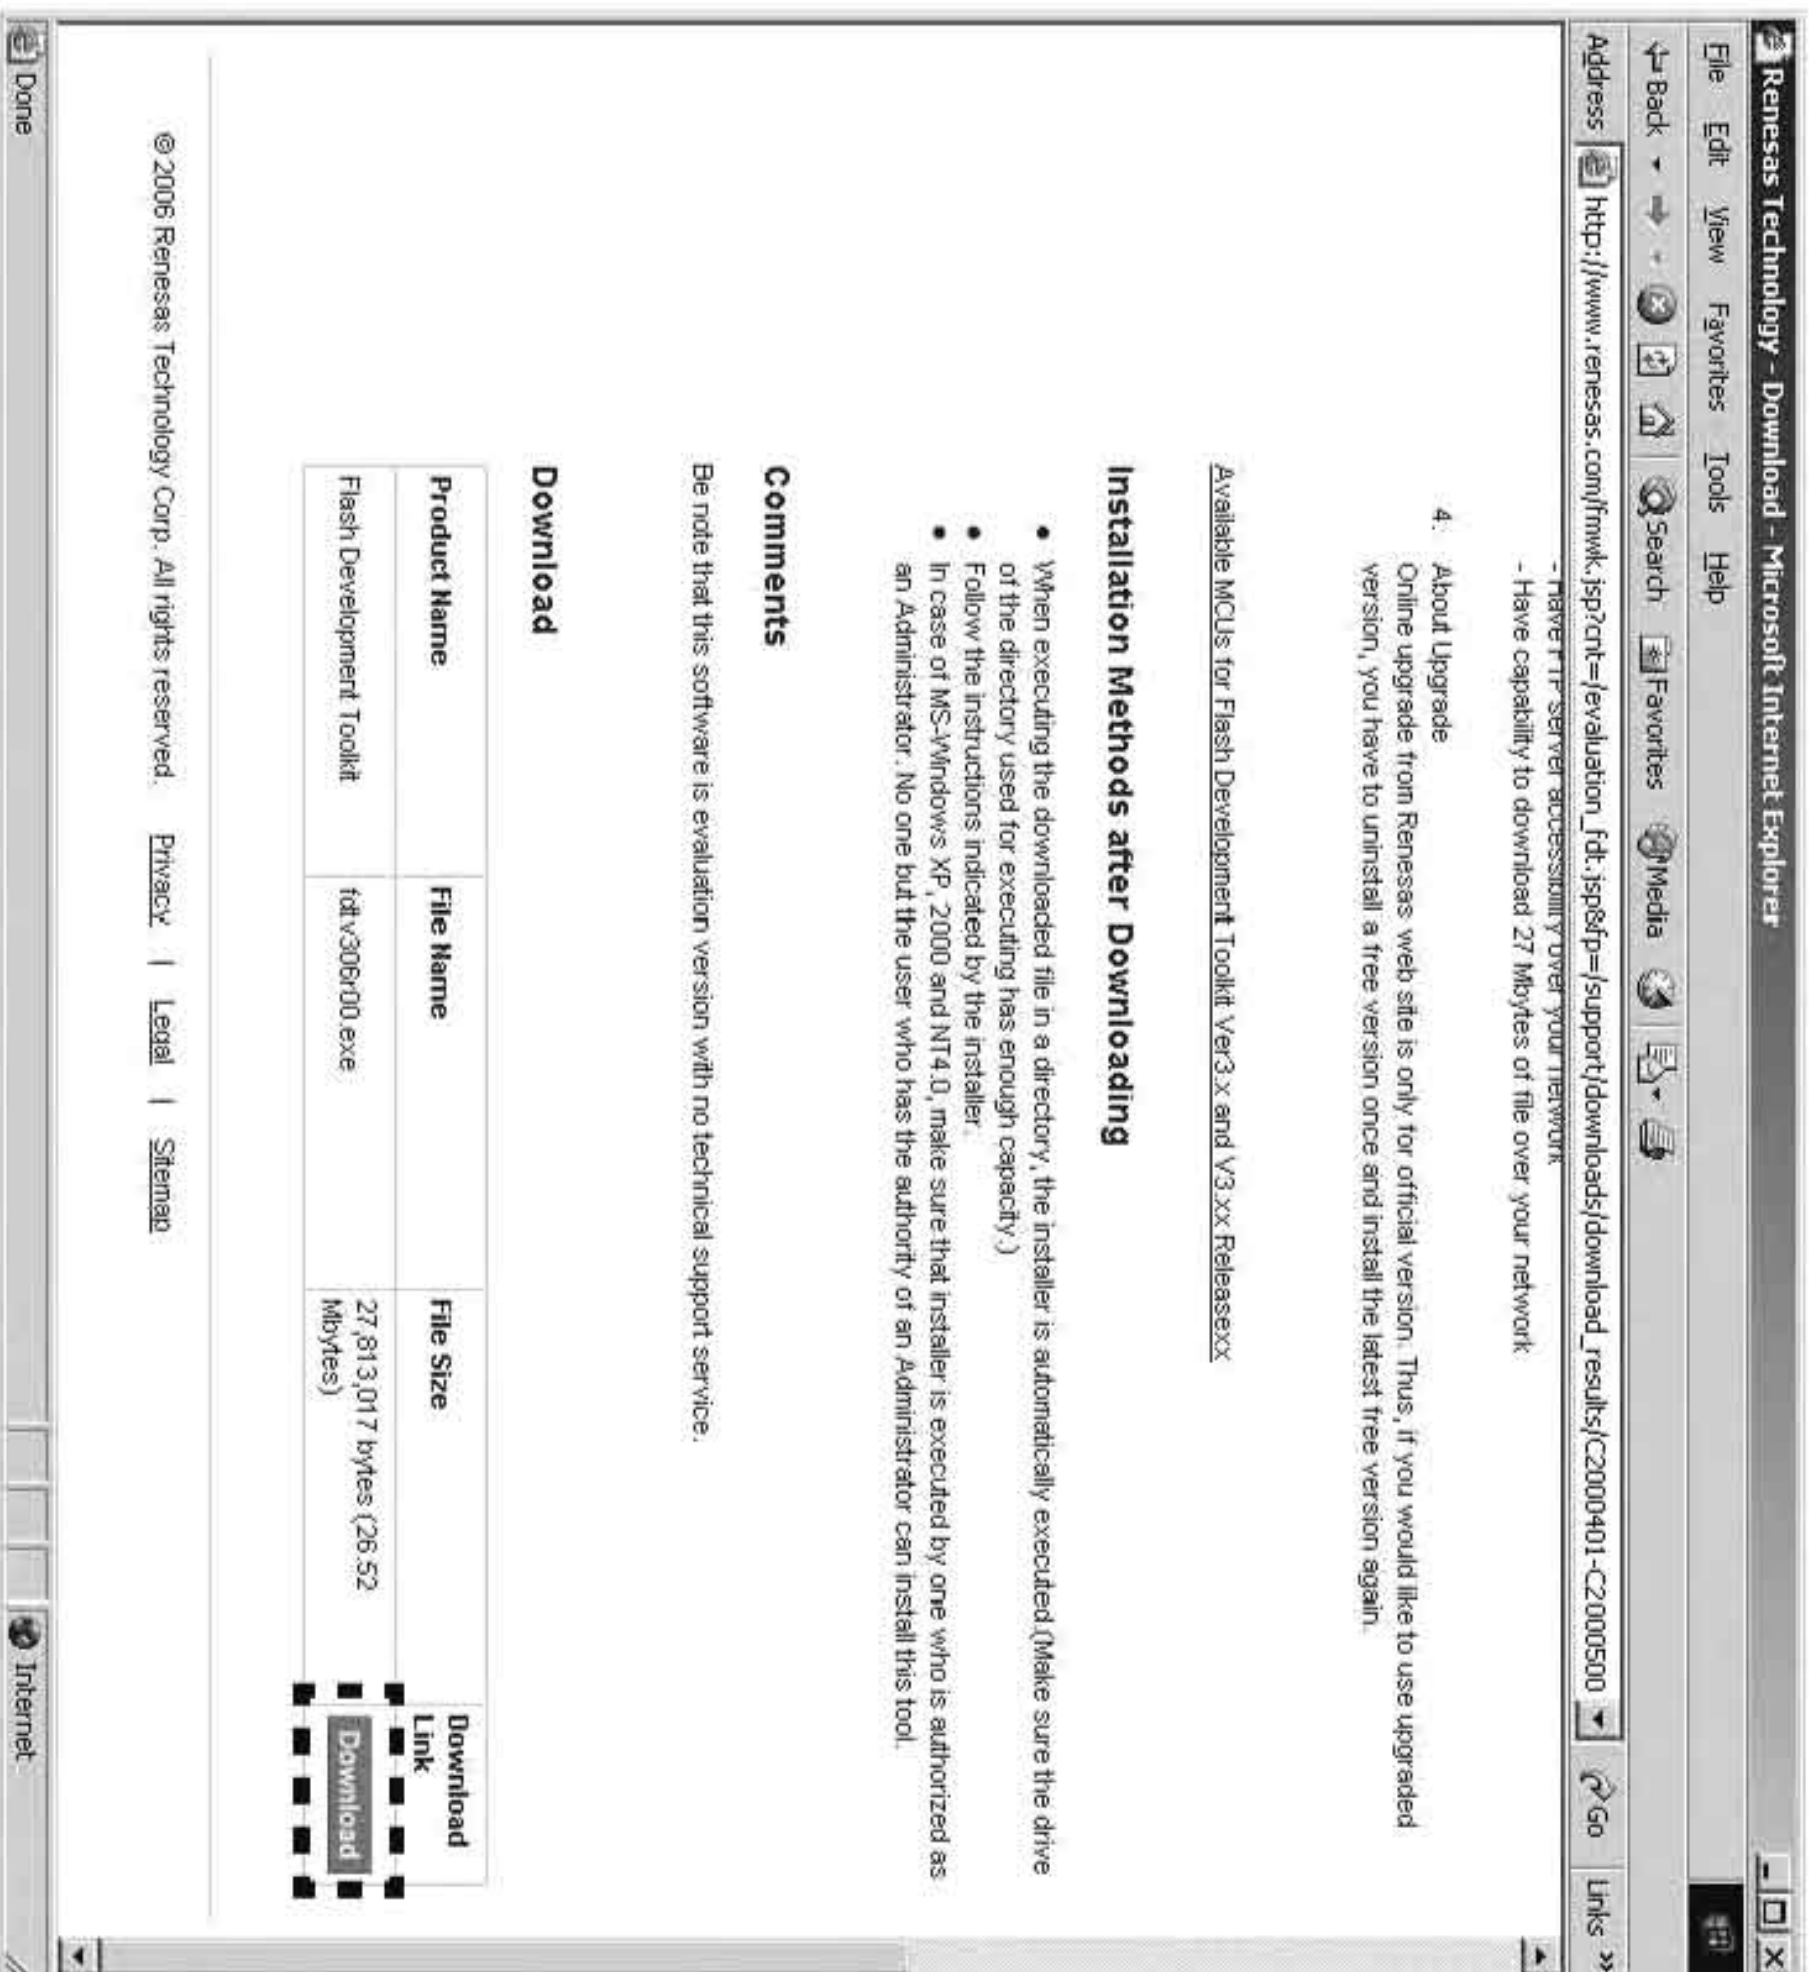 Renesas Technology - Download - Microsoft Internet Explorer
File Edit View Favorites Tools Help
Back Search Favorites Media
Address http://www.renesas.com/fmwk.jsp?cnt=/evaluation_fdt.jsp&fp=/support/downloads/download_results/C2000401-C2000500 Go Links »
- Have FTP server accessibility over your network
- Have capability to download 27 Mbytes of file over your network
4. About Upgrade
Online upgrade from Renesas web site is only for official version. Thus, if you would like to use upgraded
version, you have to uninstall a free version once and install the latest free version again.
Available MCUs for Flash Development Toolkit Ver3.x and V3.xx Releasexx
Installation Methods after Downloading
• When executing the downloaded file in a directory, the installer is automatically executed.(Make sure the drive
of the directory used for executing has enough capacity.)
• Follow the instructions indicated by the installer.
• In case of MS-Windows XP, 2000 and NT4.0, make sure that installer is executed by one who is authorized as
an Administrator. No one but the user who has the authority of an Administrator can install this tool.
Comments
Be note that this software is evaluation version with no technical support service.
Download
Product Name File Name File Size Download
Link
Flash Development Toolkit fdtv306r00.exe 27,813,017 bytes (26.52
Mbytes) Download
© 2006 Renesas Technology Corp. All rights reserved. Privacy | Legal | Sitemap
Done Internet